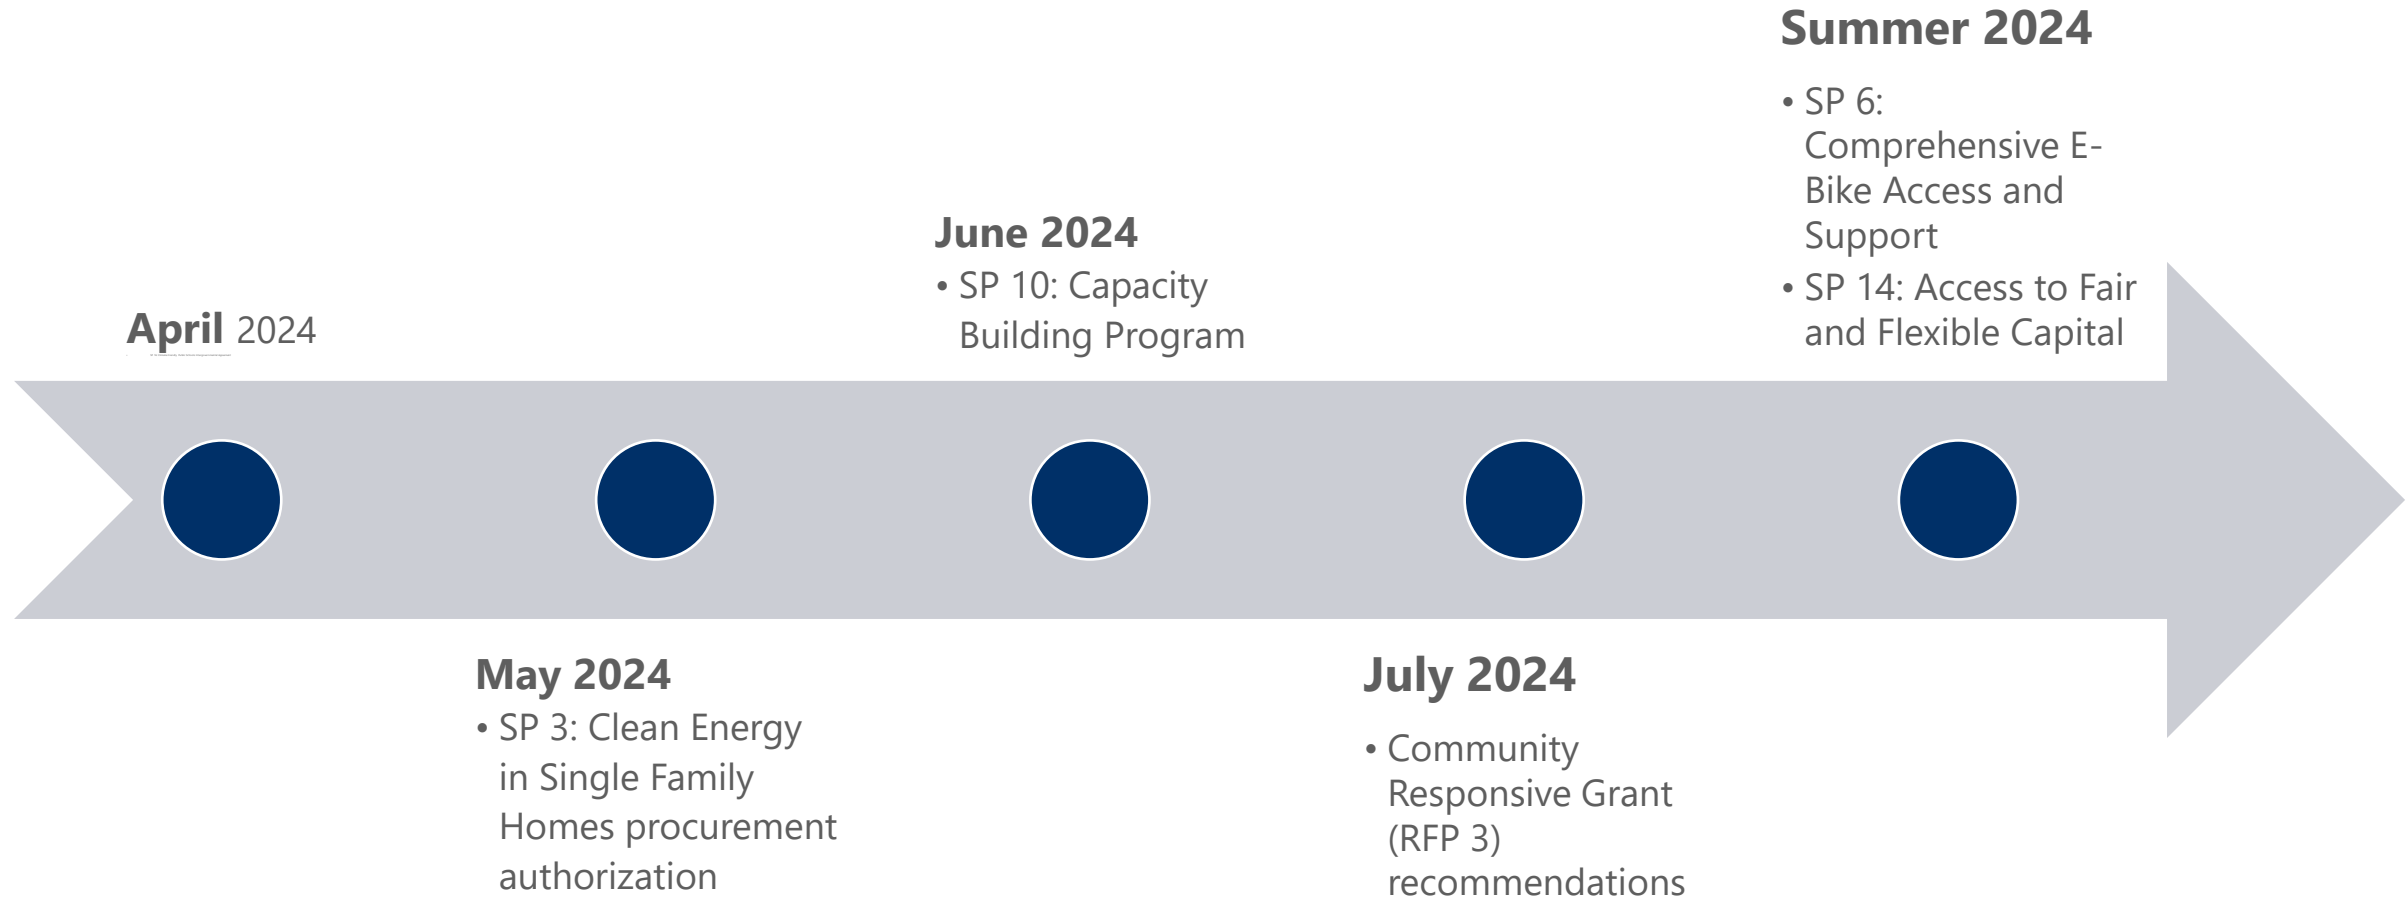 April 2024
May 2024
• SP 3: Clean Energy
in Single Family
Homes procurement
authorization
June 2024
• SP 10: Capacity
Building Program
July 2024
• Community
Responsive Grant
(RFP 3)
recommendations
Summer 2024
• SP 6:
Comprehensive E-
Bike Access and
Support
• SP 14: Access to Fair
and Flexible Capital